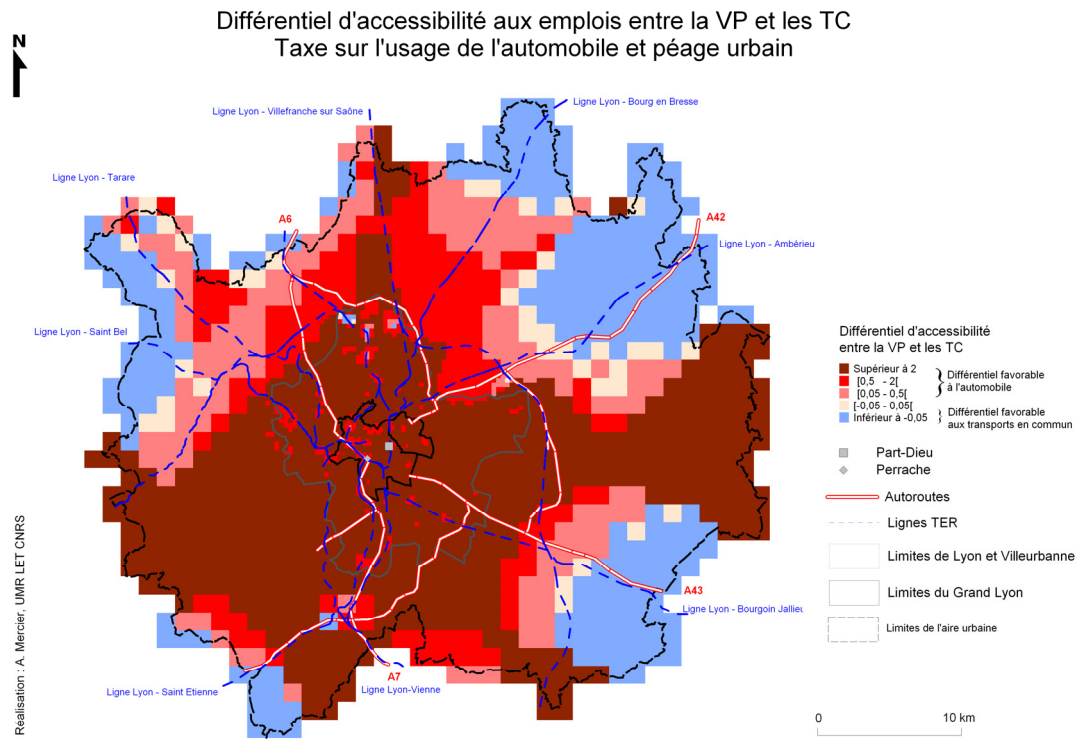 Différentiel d'accessibilité aux emplois entre la VP et les TC
Taxe sur l'usage de l'automobile et péage urbain
N
Ligne Lyon - Villefranche sur Saône
Ligne Lyon - Bourg en Bresse
Ligne Lyon - Tarare
A6
A42
Ligne Lyon - Ambérieu
Ligne Lyon - Saint Bel
Différentiel d'accessibilité
entre la VP et les TC
Supérieur à 2
[0,5 - 2[
[0,05 - 0,5[
[-0,05 - 0,05[
Inférieur à -0,05
Différentiel favorable
à l'automobile
Différentiel favorable
aux transports en commun
Part-Dieu
Perrache
Autoroutes
Lignes TER
Limites de Lyon et Villeurbanne
Limites du Grand Lyon
Limites de l'aire urbaine
A43
Ligne Lyon - Bourgoin Jallieu
A7
Ligne Lyon - Saint Etienne
Ligne Lyon-Vienne
0 10 km
Réalisation : A. Mercier, UMR LET CNRS